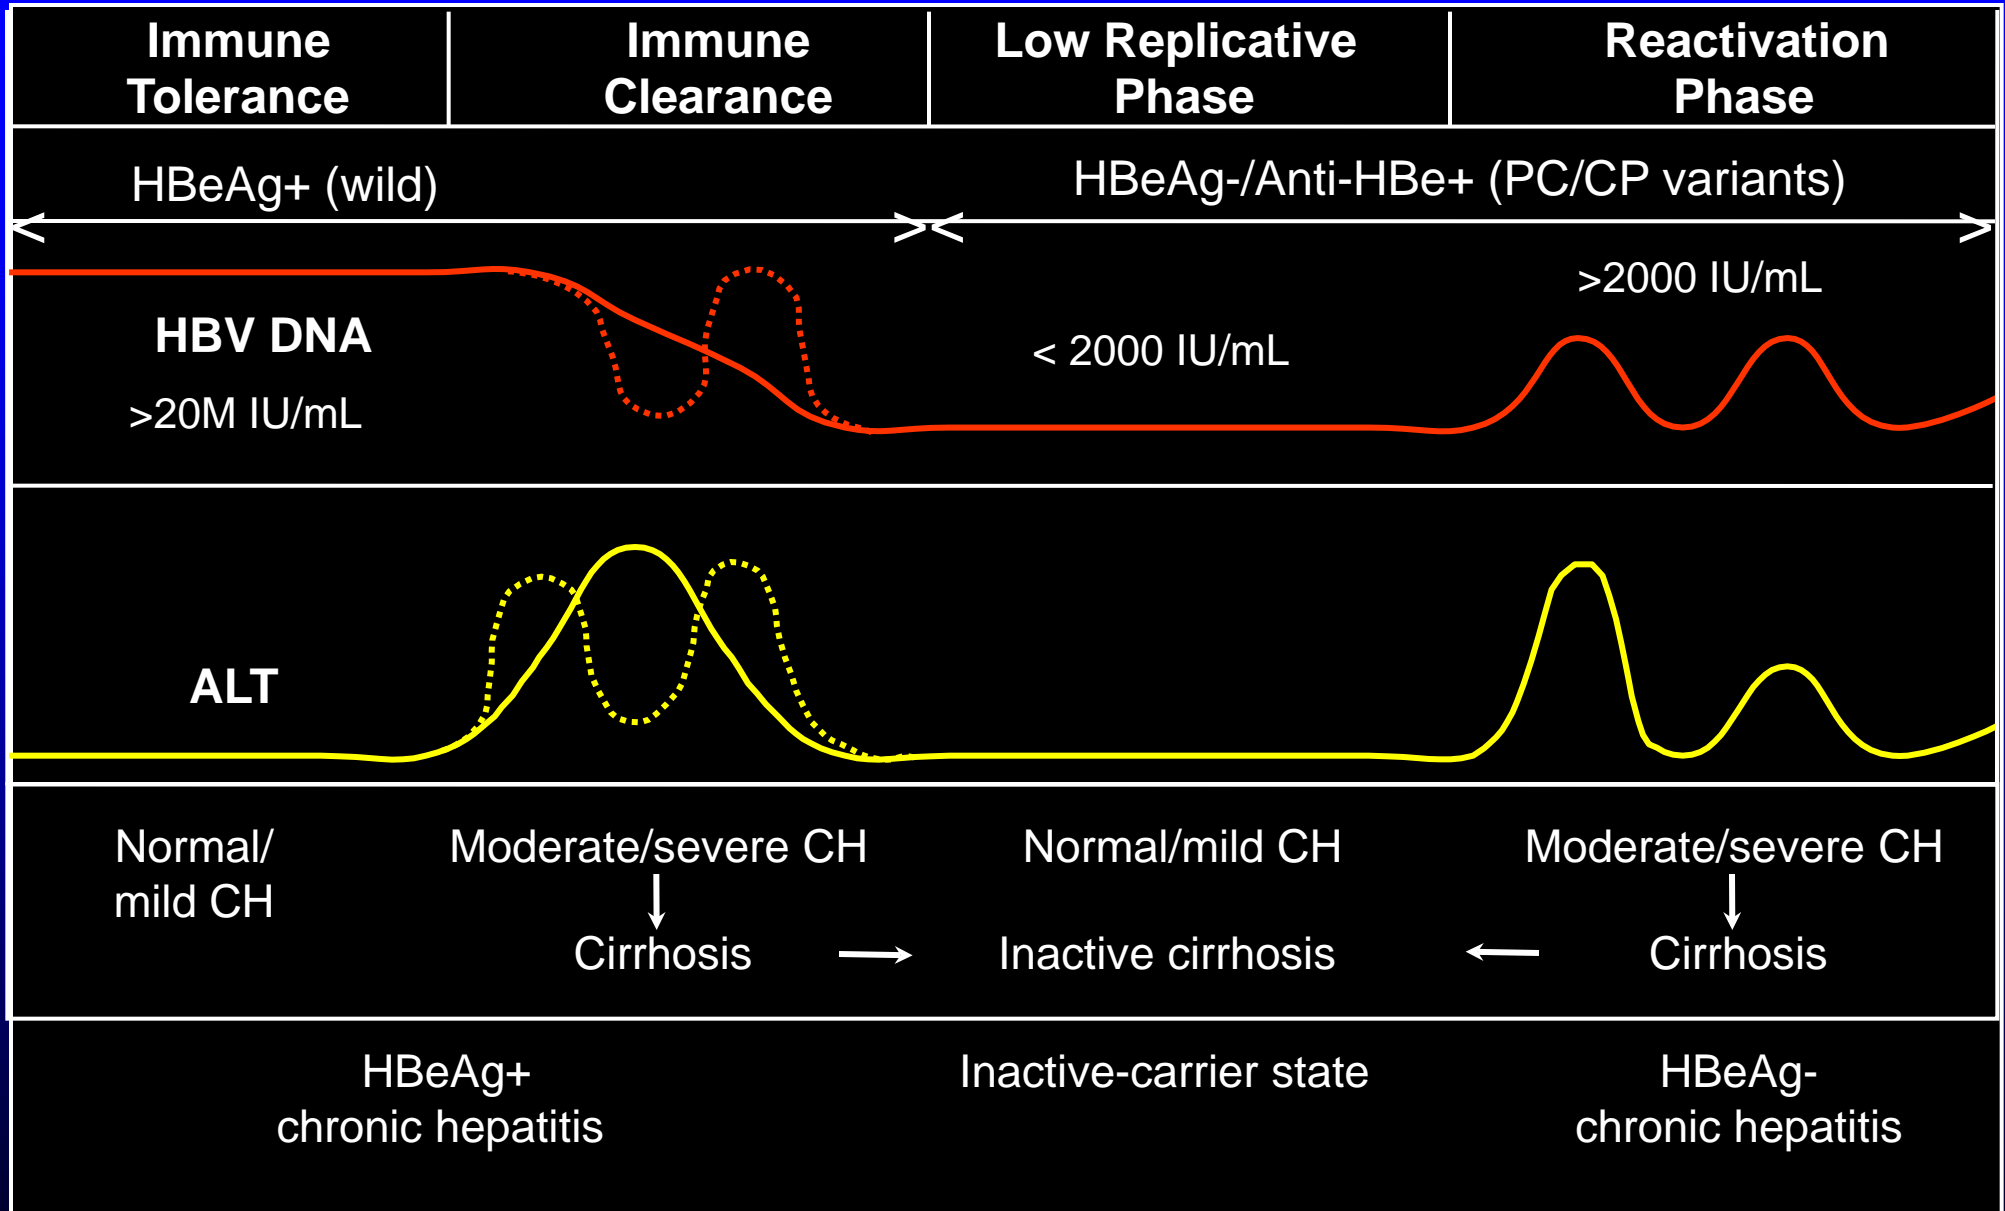 Immune
Tolerance
Immune
Clearance
Low Replicative
Phase
Reactivation
Phase
HBeAg+ (wild)
HBeAg-/Anti-HBe+ (PC/CP variants)
HBV DNA
>20M IU/mL
< 2000 IU/mL
>2000 IU/mL
ALT
Normal/
mild CH
Moderate/severe CH
Cirrhosis
Normal/mild CH
Inactive cirrhosis
Moderate/severe CH
Cirrhosis
HBeAg+
chronic hepatitis
Inactive-carrier state
HBeAg-
chronic hepatitis